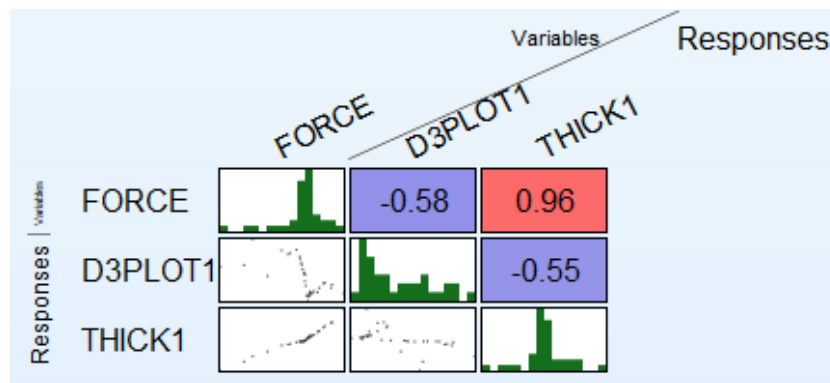 Variables
Responses
FORCE
D3PLOT1
THICK1
Responses | Variables
FORCE
-0.58
0.96
D3PLOT1
-0.55
THICK1